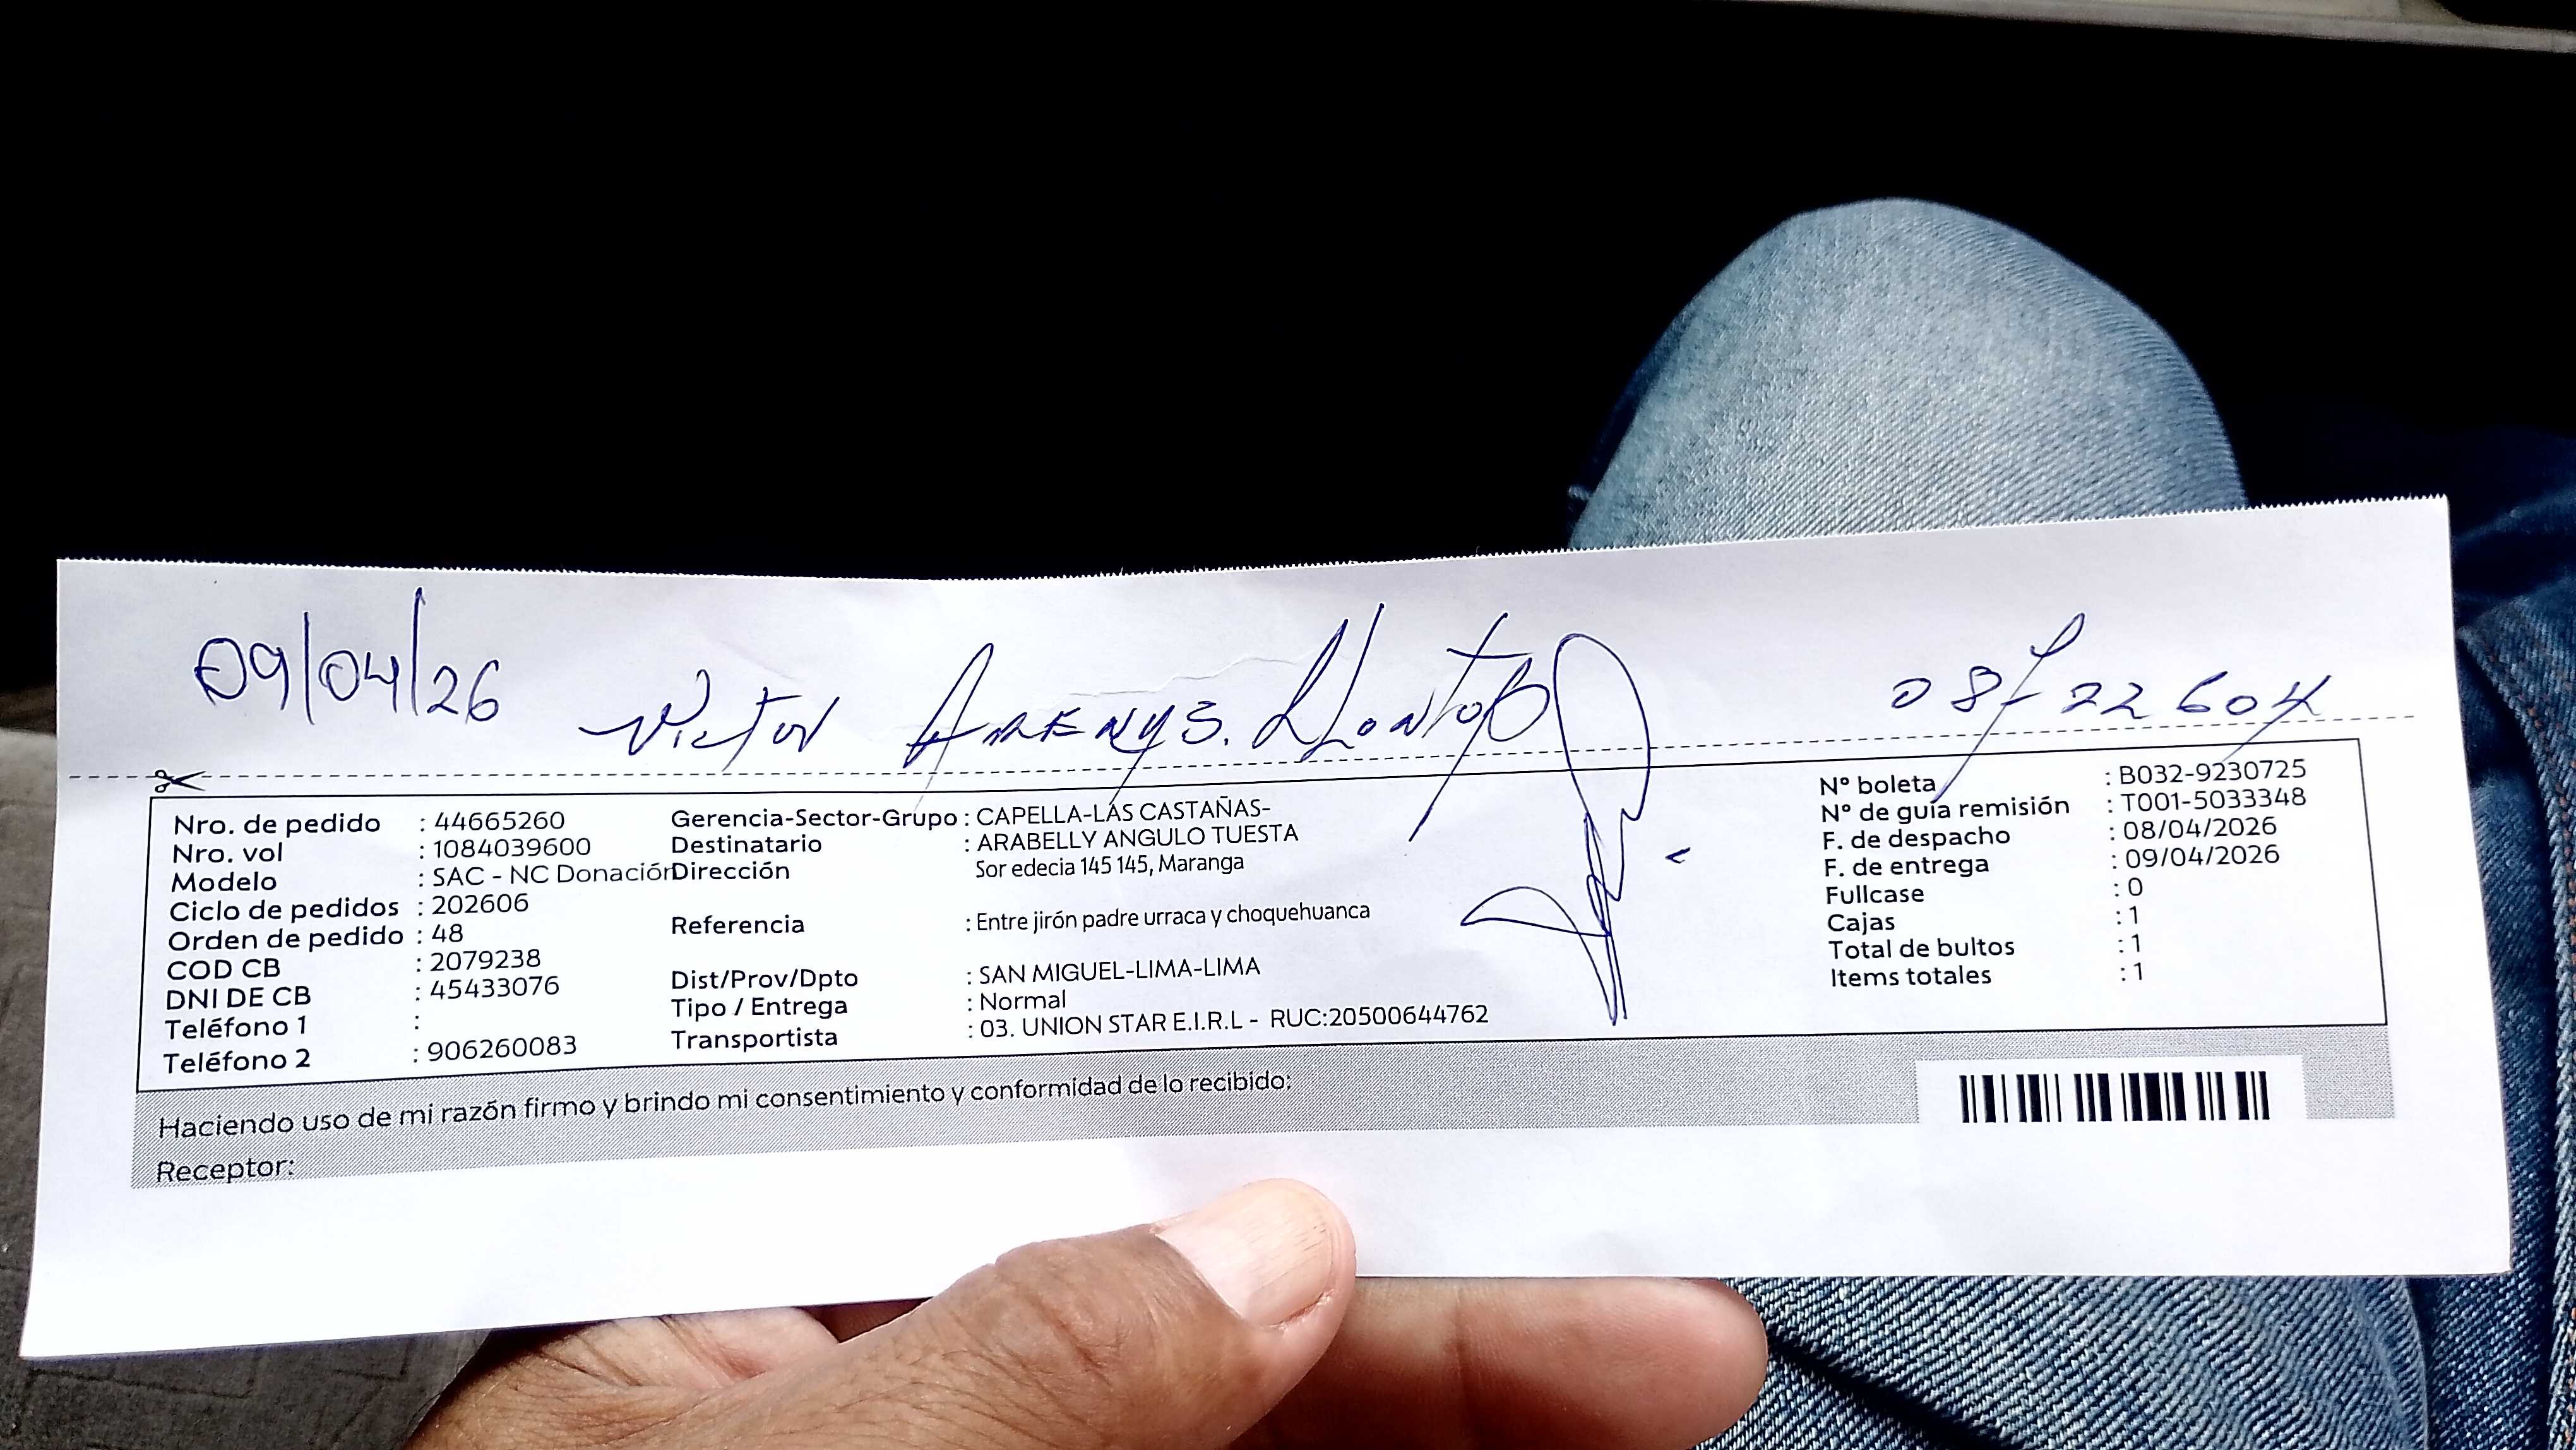 09/04/26 Victor Arenys. Llontop 08722604
Nro. de pedido : 44665260
Nro. vol : 1084039600
Modelo : SAC - NC Donación
Ciclo de pedidos : 202606
Orden de pedido : 48
COD CB : 2079238
DNI DE CB : 45433076
Teléfono 1 :
Teléfono 2 : 906260083
Gerencia-Sector-Grupo : CAPELLA-LAS CASTAÑAS-
Destinatario : ARABELLY ANGULO TUESTA
Dirección Sor edecia 145 145, Maranga
Referencia : Entre jirón padre urraca y choquehuanca
Dist/Prov/Dpto : SAN MIGUEL-LIMA-LIMA
Tipo / Entrega : Normal
Transportista : 03. UNION STAR E.I.R.L - RUC:20500644762
N° boleta : B032-9230725
N° de guía remisión : T001-5033348
F. de despacho : 08/04/2026
F. de entrega : 09/04/2026
Fullcase : 0
Cajas : 1
Total de bultos : 1
Items totales : 1
Haciendo uso de mi razón firmo y brindo mi consentimiento y conformidad de lo recibido:
Receptor: